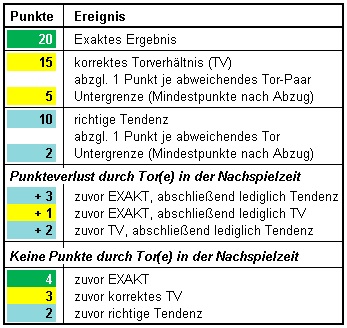 Punkte Ereignis
20 Exaktes Ergebnis
15 korrektes Torverhältnis (TV)
abzgl. 1 Punkt je abweichendes Tor-Paar
5 Untergrenze (Mindestpunkte nach Abzug)
10 richtige Tendenz
abzgl. 1 Punkt je abweichendes Tor
2 Untergrenze (Mindestpunkte nach Abzug)
Punkteverlust durch Tor(e) in der Nachspielzeit
+ 3 zuvor EXAKT, abschließend lediglich Tendenz
+ 1 zuvor EXAKT, abschließend lediglich TV
+ 2 zuvor TV, abschließend lediglich Tendenz
Keine Punkte durch Tor(e) in der Nachspielzeit
4 zuvor EXAKT
3 zuvor korrektes TV
2 zuvor richtige Tendenz